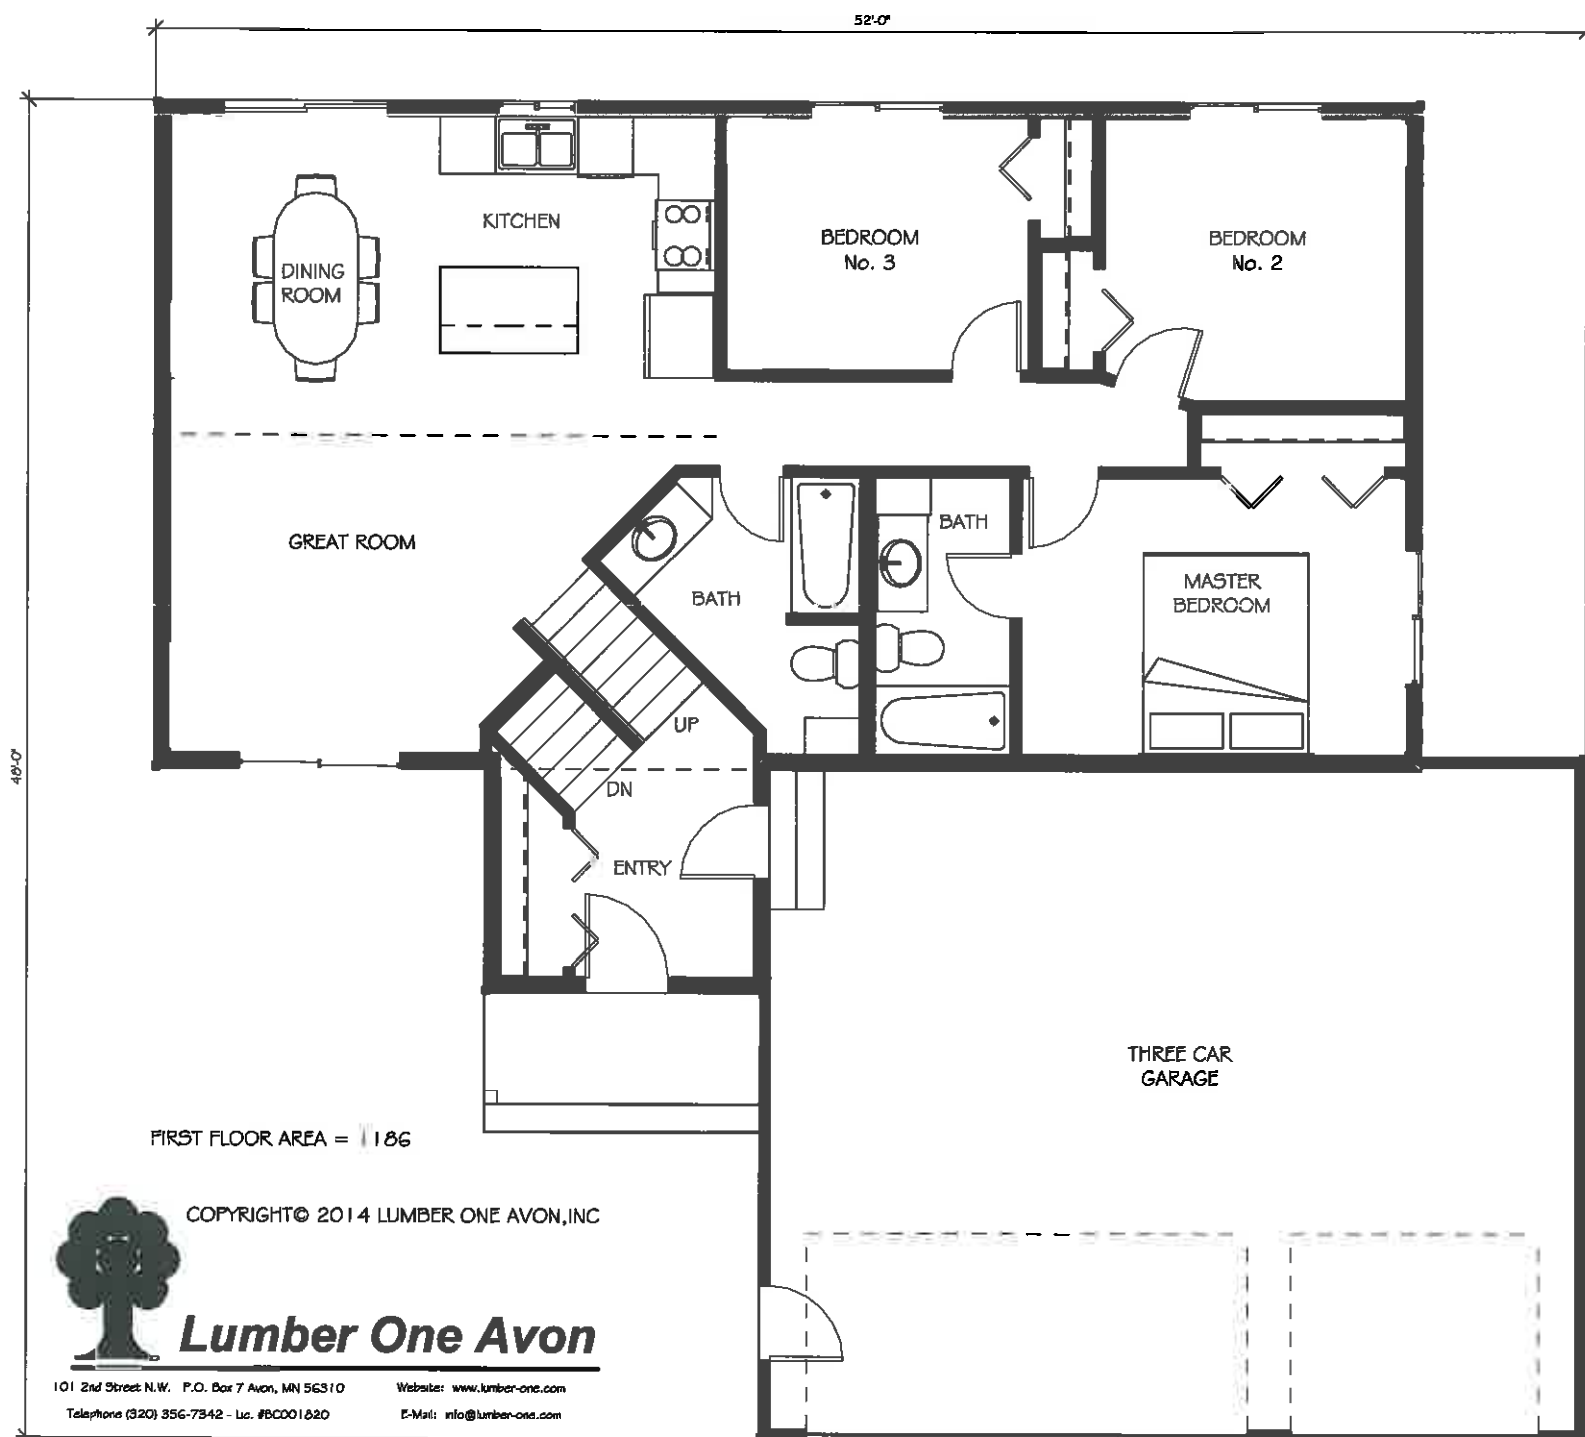 52'-0"
KITCHEN
BEDROOM
No. 3
BEDROOM
No. 2
DINING
ROOM
GREAT ROOM
BATH
BATH
MASTER
BEDROOM
UP
48'-0"
DN
ENTRY
THREE CAR
GARAGE
FIRST FLOOR AREA = 1186
COPYRIGHT© 2014 LUMBER ONE AVON,INC
Lumber One Avon
101 2nd Street N.W. P.O. Box 7 Avon, MN 56310
Website: www.lumber-one.com
Telephone (320) 356-7342 - Lic. #BC001820
E-Mail: info@lumber-one.com